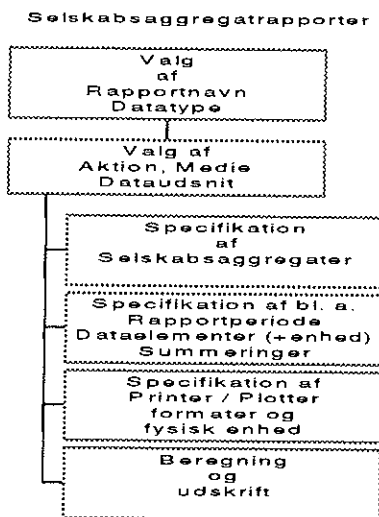 Selskabsaggregatrapporter
Valg
af
Rapportnavn
Datatype
Valg af
Aktion, Medie
Dataudsnit
Specifikation
af
Selskabsaggregater
Specifikation af bl. a.
Rapportperiode
Dataelementer (+enhed)
Summeringer
Specifikation af
Printer / Plotter
formater og
fysisk enhed
Beregning
og
udskrift